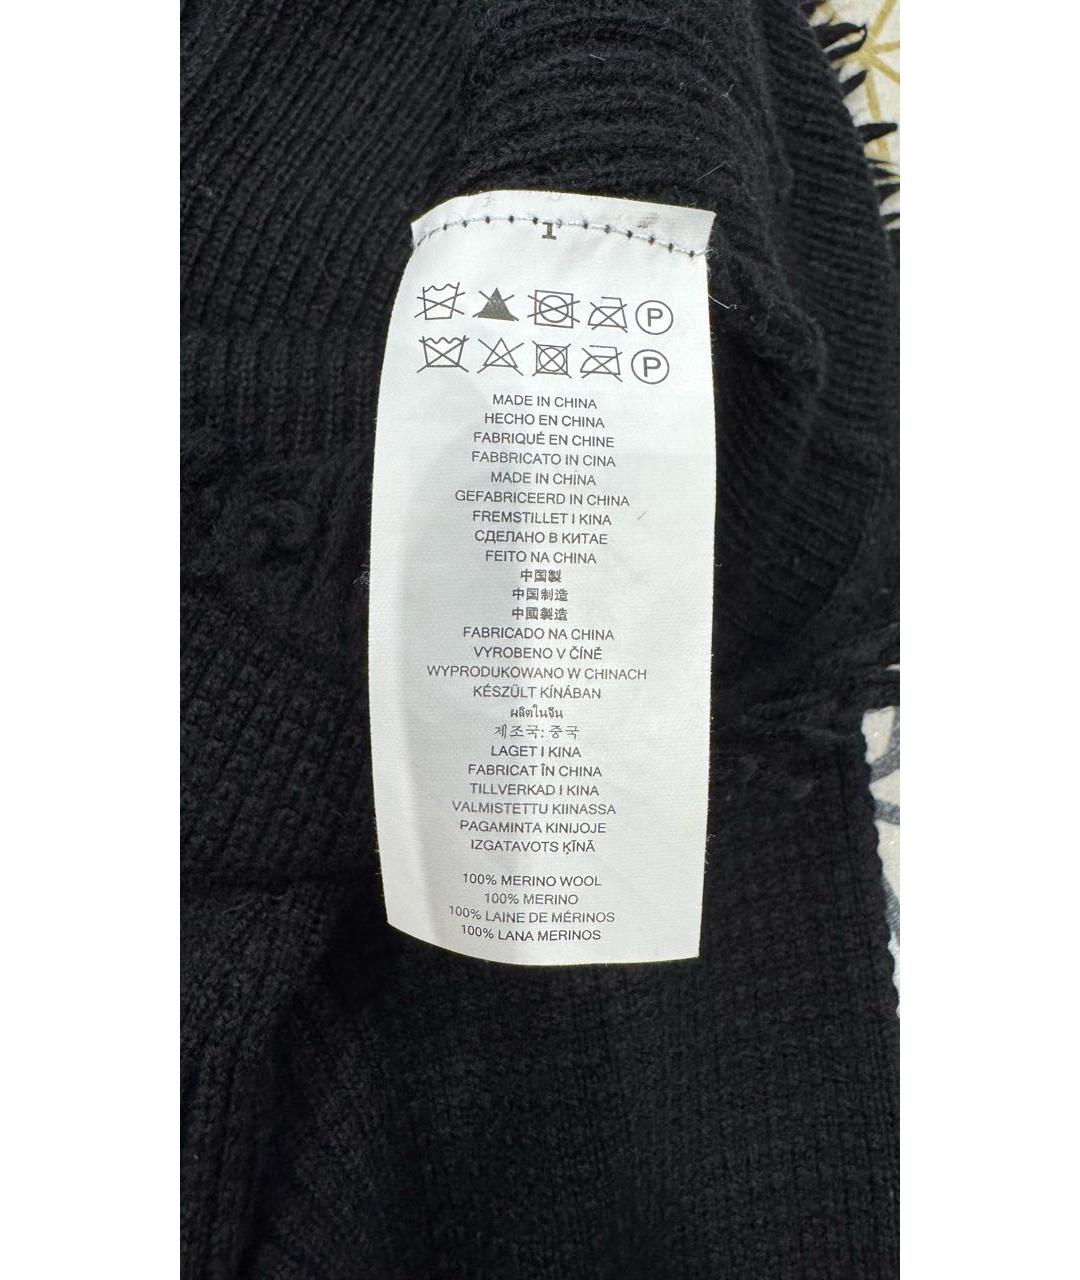 1
P
P
MADE IN CHINA
HECHO EN CHINA
FABRIQUÉ EN CHINE
FABBRICATO IN CINA
MADE IN CHINA
GEFABRICEERD IN CHINA
FREMSTILLET I KINA
СДЕЛАНО В КИТАЕ
FEITO NA CHINA
中国製
中国制造
中國製造
FABRICADO NA CHINA
VYROBENO V ČÍNĚ
WYPRODUKOWANO W CHINACH
KÉSZÜLT KÍNÁBAN
ผลิตในจีน
제조국: 중국
LAGET I KINA
FABRICAT ÎN CHINA
TILLVERKAD I KINA
VALMISTETTU KIINASSA
PAGAMINTA KINIJOJE
IZGATAVOTS ĶĪNĀ
100% MERINO WOOL
100% MERINO
100% LAINE DE MÉRINOS
100% LANA MERINOS